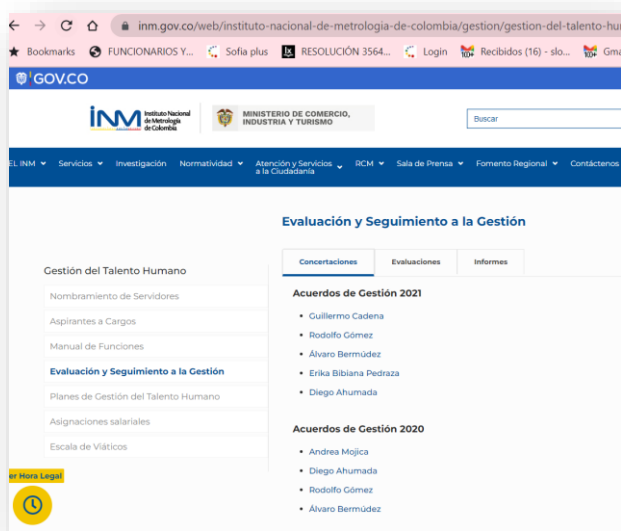 inm.gov.co/web/instituto-nacional-de-metrologia-de-colombia/gestion/gestion-del-talento-hu
Bookmarks FUNCIONARIOS Y... Sofia plus RESOLUCIÓN 3564... Login Recibidos (16) - slo... Gma
GOV.CO
INM Instituto Nacional de Metrología de Colombia
MINISTERIO DE COMERCIO,
INDUSTRIA Y TURISMO
Buscar
EL INM Servicios Investigación Normatividad Atención y Servicios a la Ciudadanía RCM Sala de Prensa Fomento Regional Contáctenos
Evaluación y Seguimiento a la Gestión
Concertaciones Evaluaciones Informes
Gestión del Talento Humano
Nombramiento de Servidores
Aspirantes a Cargos
Manual de Funciones
Evaluación y Seguimiento a la Gestión
Planes de Gestión del Talento Humano
Asignaciones salariales
Escala de Viáticos
er Hora Legal
Acuerdos de Gestión 2021
• Guillermo Cadena
• Rodolfo Gómez
• Álvaro Bermúdez
• Erika Bibiana Pedraza
• Diego Ahumada
Acuerdos de Gestión 2020
• Andrea Mojica
• Diego Ahumada
• Rodolfo Gómez
• Álvaro Bermúdez